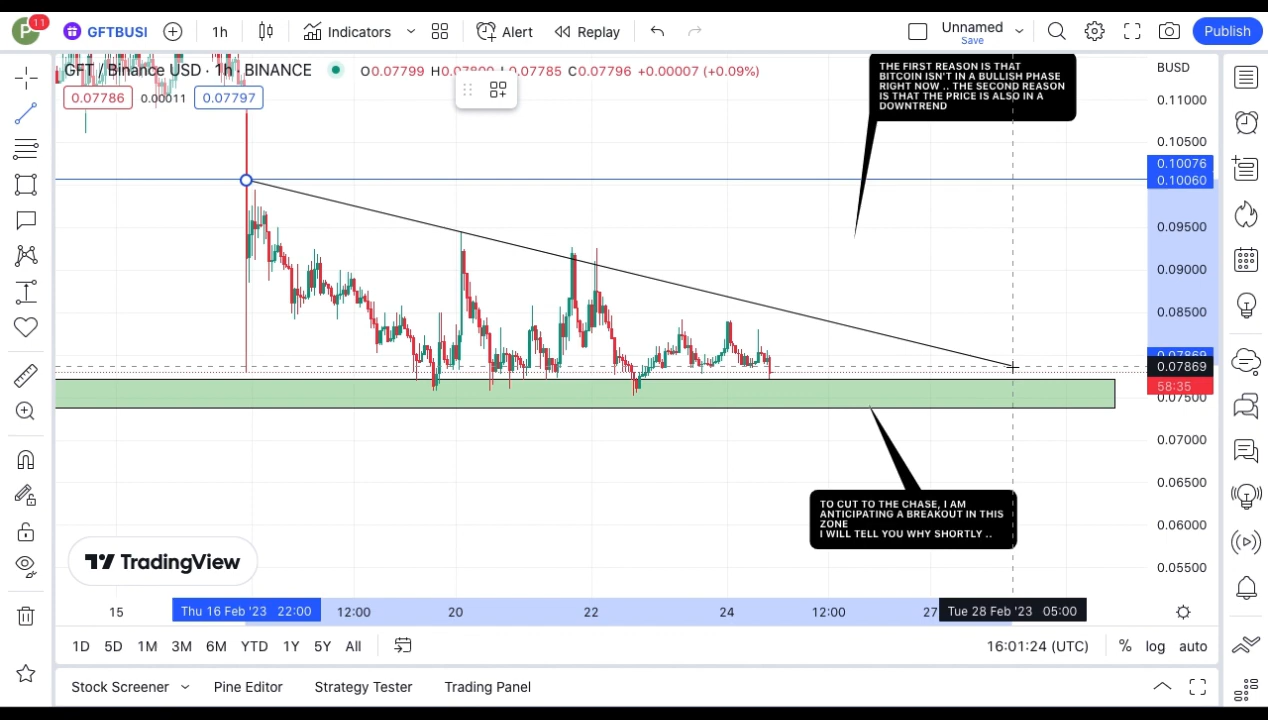 P
11
GFTBUSI
1h
Indicators
Alert
Replay
Unnamed
Save
Publish
GFT / Binance USD · 1h · BINANCE
O0.07799 H0.07800 L0.07785 C0.07796 +0.00007 (+0.09%)
0.07786
0.00011
0.07797
BUSD
THE FIRST REASON IS THAT
BITCOIN ISN'T IN A BULLISH PHASE
RIGHT NOW .. THE SECOND REASON
IS THAT THE PRICE IS ALSO IN A
DOWNTREND
0.11000
0.10500
0.10076
0.10060
0.09500
0.09000
0.08500
0.07869
0.07869
58:35
0.07500
0.07000
0.06500
0.06000
0.05500
TO CUT TO THE CHASE, I AM
ANTICIPATING A BREAKOUT IN THIS
ZONE
I WILL TELL YOU WHY SHORTLY ..
TradingView
15
Thu 16 Feb '23 22:00
12:00
20
22
24
12:00
27
Tue 28 Feb '23 05:00
1D 5D 1M 3M 6M YTD 1Y 5Y All
16:01:24 (UTC)
% log auto
Stock Screener
Pine Editor
Strategy Tester
Trading Panel